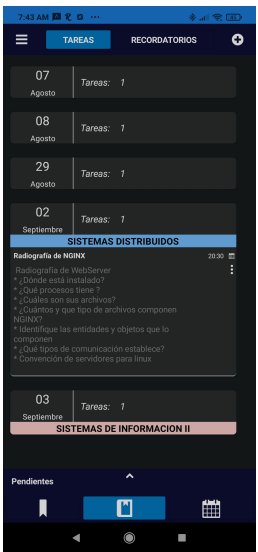 7:43 AM
TAREAS RECORDATORIOS
07
Agosto
Tareas: 1
08
Agosto
Tareas: 1
29
Agosto
Tareas: 1
02
Septiembre
Tareas: 1
SISTEMAS DISTRIBUIDOS
Radiografía de NGINX 20:30
Radiografía de WebServer
* ¿Dónde está instalado?
* ¿Qué procesos tiene ?
* ¿Cuáles son sus archivos?
* ¿Cuántos y que tipo de archivos componen
NGINX?
* Identifique las entidades y objetos que lo
componen
* ¿Qué tipos de comunicación establece?
* Convención de servidores para linux
03
Septiembre
Tareas: 1
SISTEMAS DE INFORMACION II
Pendientes